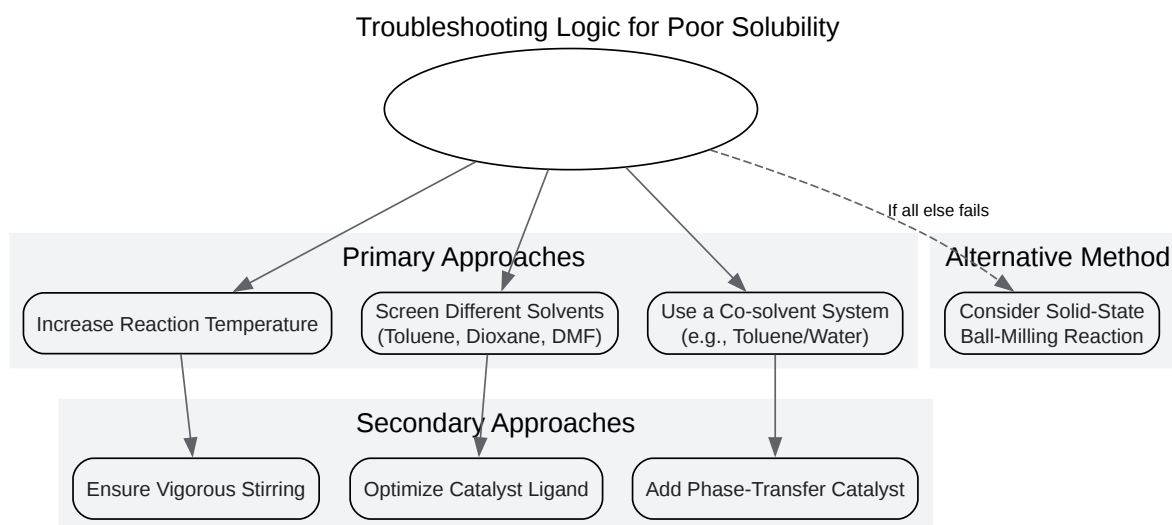 Troubleshooting Logic for Poor Solubility
If all else fails
Primary Approaches
Alternative Method
Increase Reaction Temperature
Screen Different Solvents
(Toluene, Dioxane, DMF)
Use a Co-solvent System
(e.g., Toluene/Water)
Consider Solid-State
Ball-Milling Reaction
Secondary Approaches
Ensure Vigorous Stirring
Optimize Catalyst Ligand
Add Phase-Transfer Catalyst